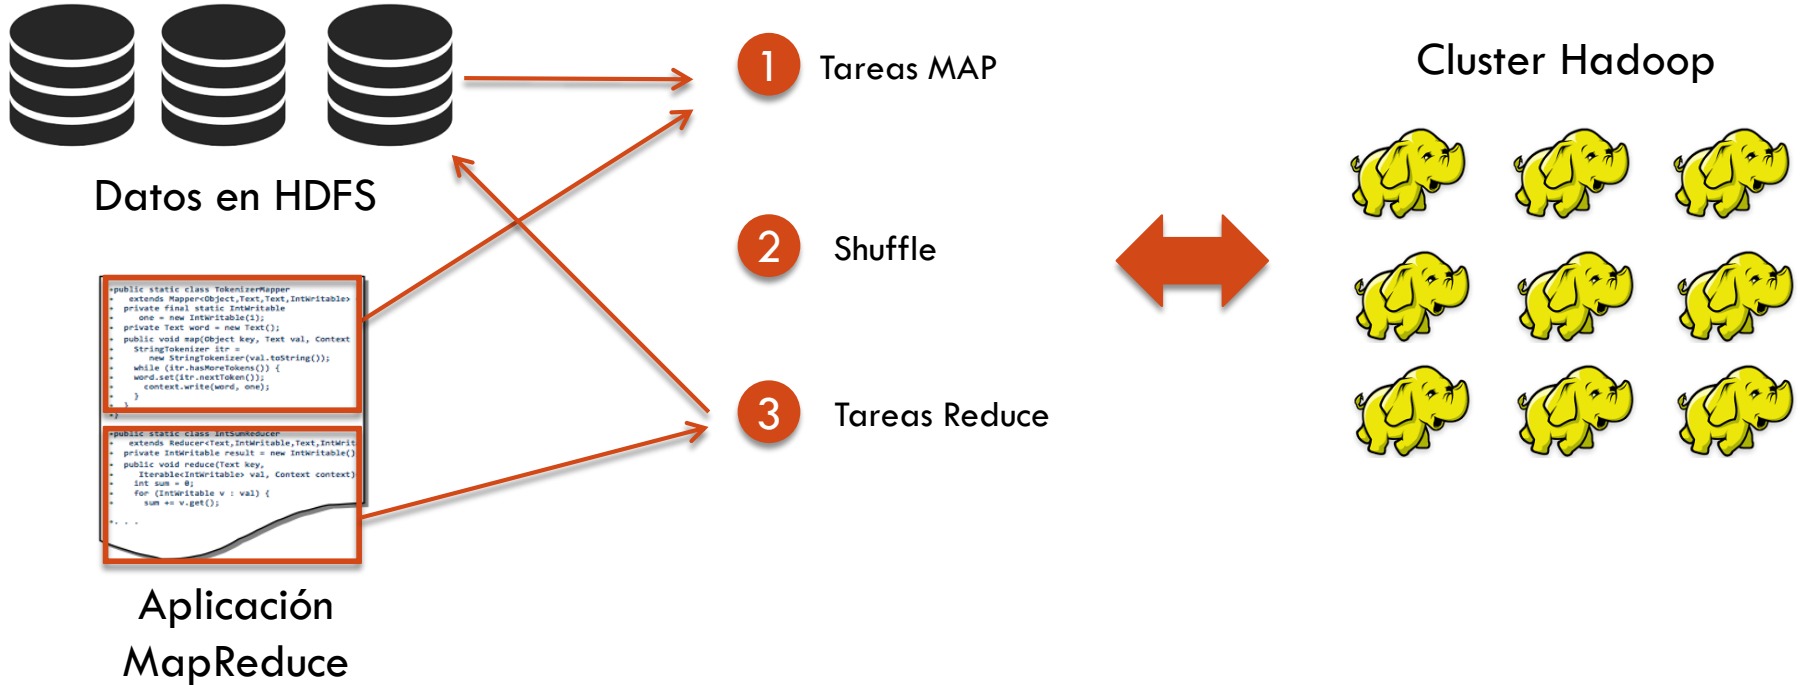 Datos en HDFS
•public static class TokenizerMapper
•   extends Mapper<Object,Text,Text,IntWritable>
•  private final static IntWritable
•    one = new IntWritable(1);
•  private Text word = new Text();
•  public void map(Object key, Text val, Context
•   StringTokenizer itr =
•     new StringTokenizer(val.toString());
•   while (itr.hasMoreTokens()) {
•   word.set(itr.nextToken());
•     context.write(word, one);
•   }
•  }
•}
•public static class IntSumReducer
•   extends Reducer<Text,IntWritable,Text,IntWrit
•  private IntWritable result = new IntWritable()
•  public void reduce(Text key,
•    Iterable<IntWritable> val, Context context)
•   int sum = 0;
•   for (IntWritable v : val) {
•     sum += v.get();
•. . .
Aplicación
MapReduce
1 Tareas MAP
2 Shuffle
3 Tareas Reduce
Cluster Hadoop